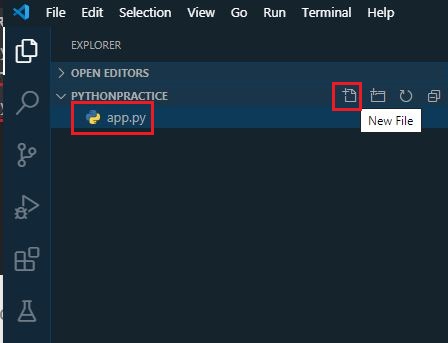 File Edit Selection View Go Run Terminal Help
EXPLORER
OPEN EDITORS
PYTHONPRACTICE
app.py
New File